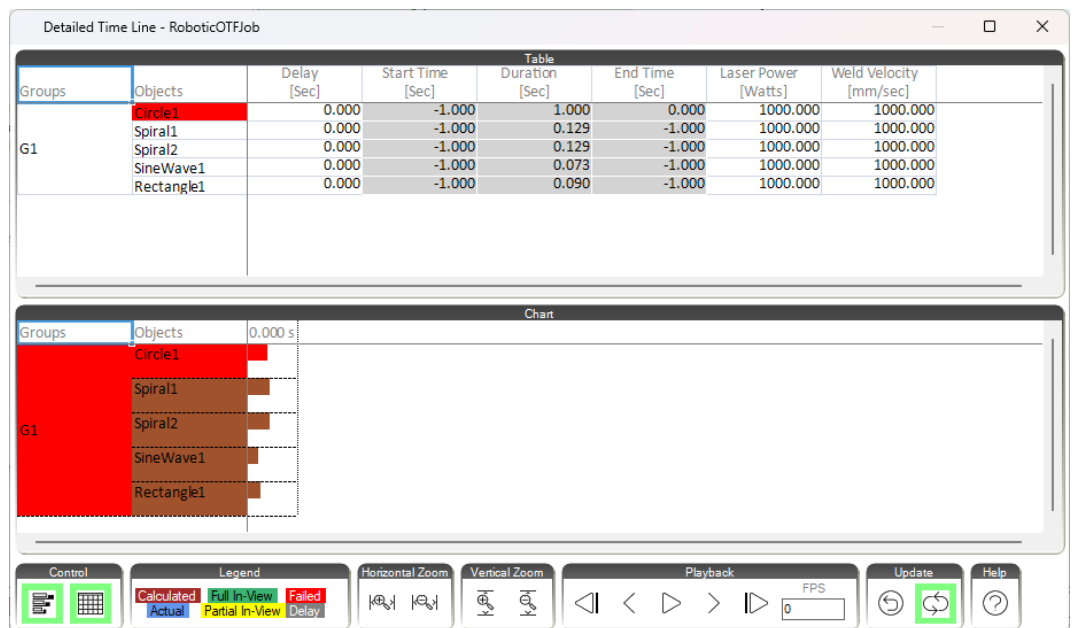 Detailed Time Line - RoboticOTFJob
Table
Groups Objects Delay [Sec] Start Time [Sec] Duration [Sec] End Time [Sec] Laser Power [Watts] Weld Velocity [mm/sec]
Circle1 0.000 -1.000 1.000 0.000 1000.000 1000.000
Spiral1 0.000 -1.000 0.129 -1.000 1000.000 1000.000
G1 Spiral2 0.000 -1.000 0.129 -1.000 1000.000 1000.000
SineWave1 0.000 -1.000 0.073 -1.000 1000.000 1000.000
Rectangle1 0.000 -1.000 0.090 -1.000 1000.000 1000.000
Chart
Groups Objects 0.000 s
Circle1
Spiral1
G1 Spiral2
SineWave1
Rectangle1
Control Legend Horizontal Zoom Vertical Zoom Playback Update Help
Calculated Full In-View Failed FPS
Actual Partial In-View Delay 0